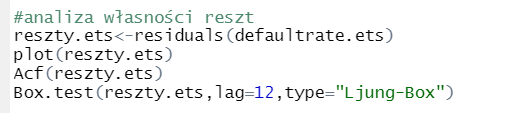 #analiza własności reszt
reszty.ets<-residuals(defaultrate.ets)
plot(reszty.ets)
Acf(reszty.ets)
Box.test(reszty.ets,lag=12,type="Ljung-Box")